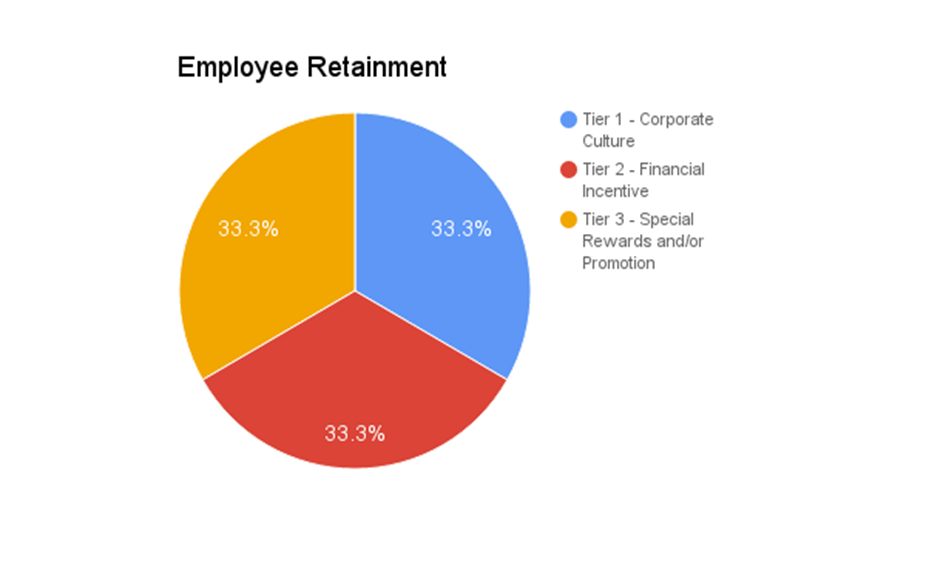 Employee Retainment
Tier 1 - Corporate
Culture
Tier 2 - Financial
Incentive
Tier 3 - Special
Rewards and/or
Promotion
33.3%
33.3%
33.3%